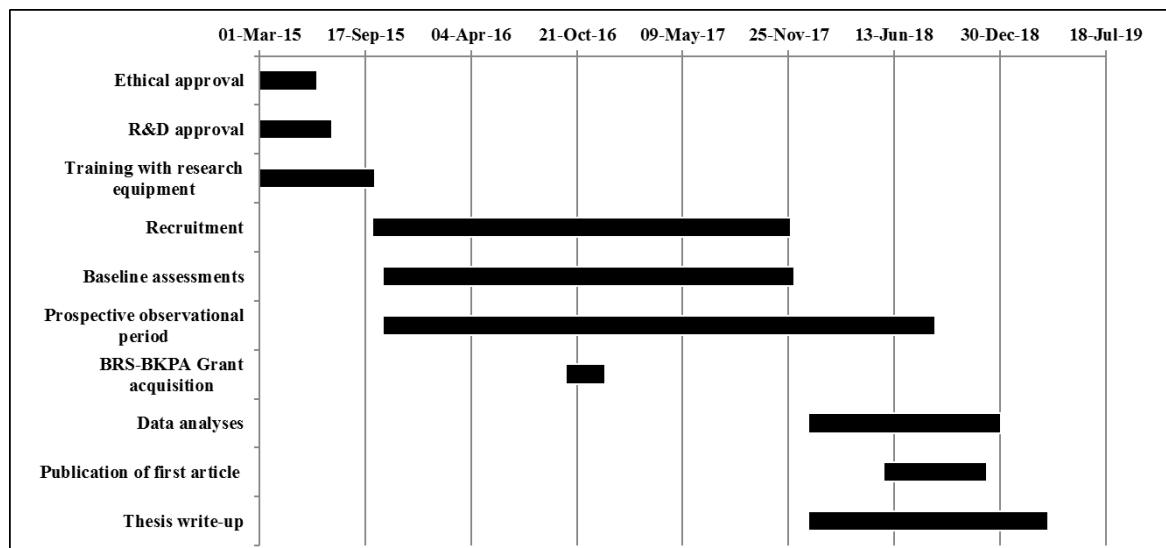 01-Mar-15 17-Sep-15 04-Apr-16 21-Oct-16 09-May-17 25-Nov-17 13-Jun-18 30-Dec-18 18-Jul-19
Ethical approval
R&D approval
Training with research
equipment
Recruitment
Baseline assessments
Prospective observational
period
BRS-BKPA Grant
acquisition
Data analyses
Publication of first article
Thesis write-up